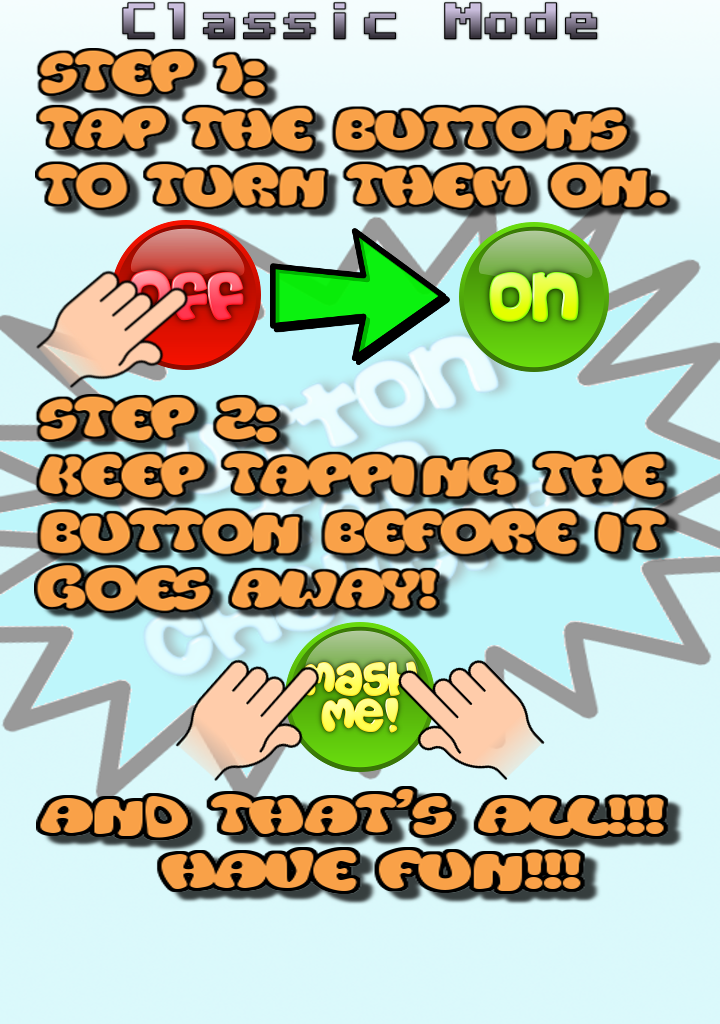 Classic Mode
STEP 1:
TAP THE BUTTONS
TO TURN THEM ON.
OFF
ON
STEP 2:
KEEP TAPPING THE
BUTTON BEFORE IT
GOES AWAY!
MASH
ME!
AND THAT'S ALL!!!
HAVE FUN!!!